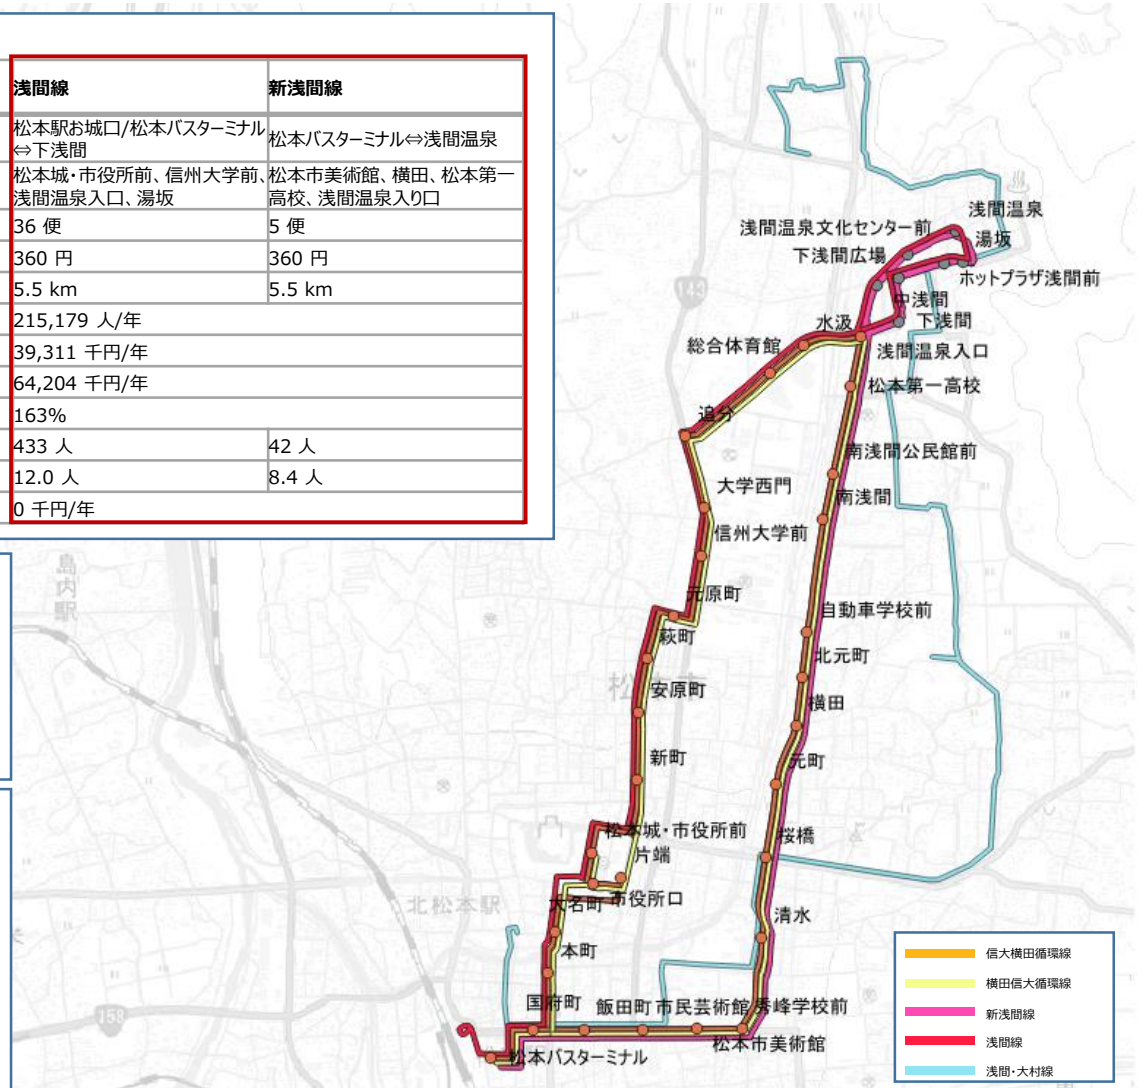 浅間線
新浅間線
松本駅お城口/松本バスターミナル
⇔下浅間
松本バスターミナル⇔浅間温泉
松本城・市役所前、信州大学前、
浅間温泉入口、湯坂
松本市美術館、横田、松本第一
高校、浅間温泉入り口
36 便
5 便
360 円
360 円
5.5 km
5.5 km
215,179 人/年
39,311 千円/年
64,204 千円/年
163%
433 人
42 人
12.0 人
8.4 人
0 千円/年
浅間温泉
浅間温泉文化センター前
湯坂
下浅間広場
ホットプラザ浅間前
143
中浅間
下浅間
水汲
総合体育館
浅間温泉入口
松本第一高校
追分
南浅間公民館前
大学西門
南浅間
信州大学前
島内駅
元原町
自動車学校前
萩町
北元町
松本市
安原町
横田
新町
元町
松本城・市役所前
桜橋
片端
北松本駅
大名町
市役所口
清水
本町
158
国府町
飯田町
市民芸術館
秀峰学校前
松本バスターミナル
松本市美術館
信大横田循環線
横田信大循環線
新浅間線
浅間線
浅間・大村線